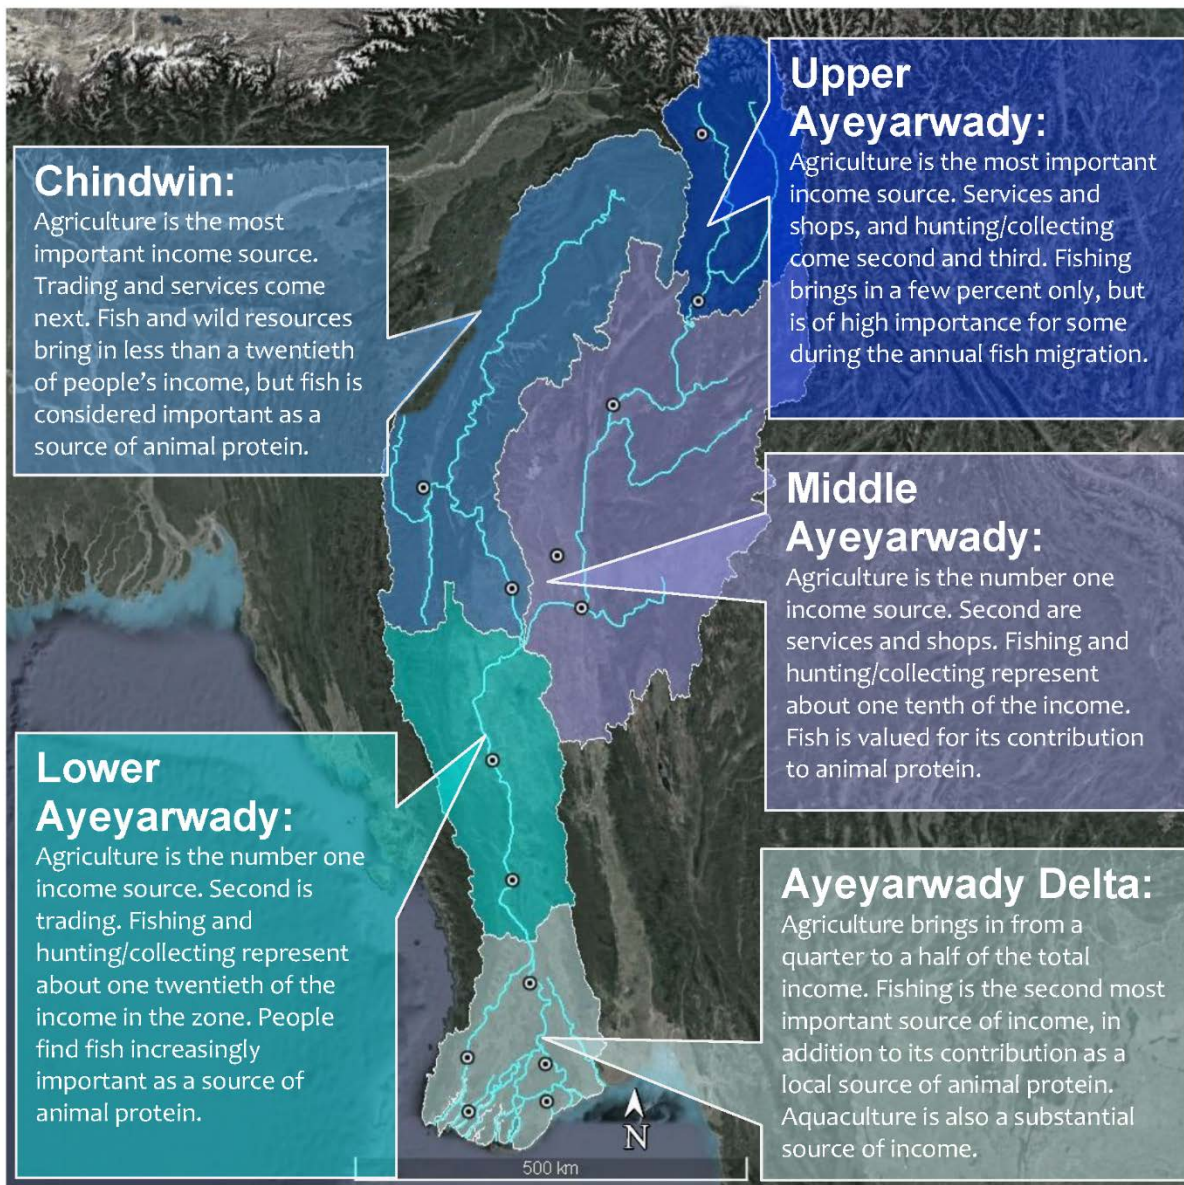 Upper
Ayeyarwady:
Agriculture is the most important
income source. Services and
shops, and hunting/collecting
come second and third. Fishing
brings in a few percent only, but
is of high importance for some
during the annual fish migration.
Chindwin:
Agriculture is the most
important income source.
Trading and services come
next. Fish and wild resources
bring in less than a twentieth
of people’s income, but fish is
considered important as a
source of animal protein.
Middle
Ayeyarwady:
Agriculture is the number one
income source. Second are
services and shops. Fishing and
hunting/collecting represent
about one tenth of the income.
Fish is valued for its contribution
to animal protein.
Lower
Ayeyarwady:
Agriculture is the number one
income source. Second is
trading. Fishing and
hunting/collecting represent
about one twentieth of the
income in the zone. People
find fish increasingly
important as a source of
animal protein.
Ayeyarwady Delta:
Agriculture brings in from a
quarter to a half of the total
income. Fishing is the second most
important source of income, in
addition to its contribution as a
local source of animal protein.
Aquaculture is also a substantial
source of income.
N
500 km